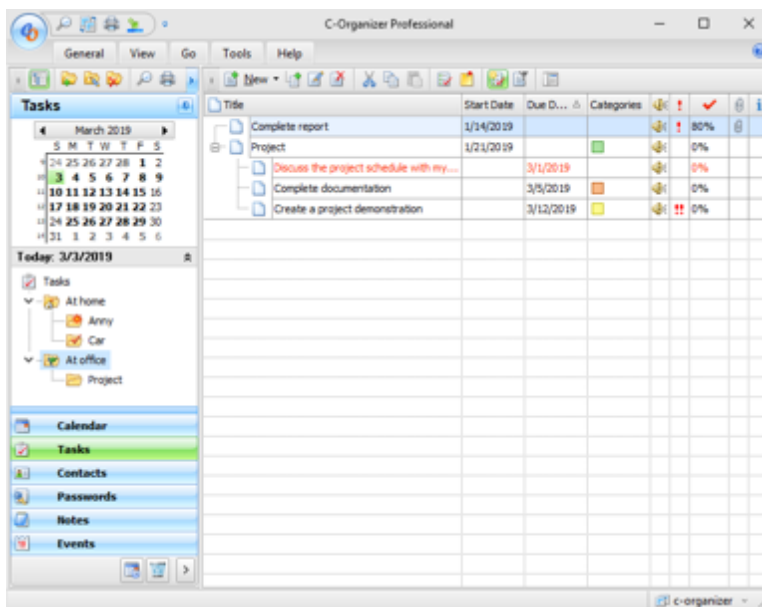 C-Organizer Professional
General View Go Tools Help
New
Tasks
March 2019
S M T W T F S
24 25 26 27 28 1 2
3 4 5 6 7 8 9
10 11 12 13 14 15 16
17 18 19 20 21 22 23
24 25 26 27 28 29 30
31 1 2 3 4 5 6
Today: 3/3/2019
Tasks
At home
Anny
Car
At office
Project
Calendar
Tasks
Contacts
Passwords
Notes
Events
Title Start Date Due D... Categories
Complete report 1/14/2019 80%
Project 1/21/2019 0%
Discuss the project schedule with my.... 3/1/2019 0%
Complete documentation 3/5/2019 0%
Create a project demonstration 3/12/2019 !! 0%
c-organizer